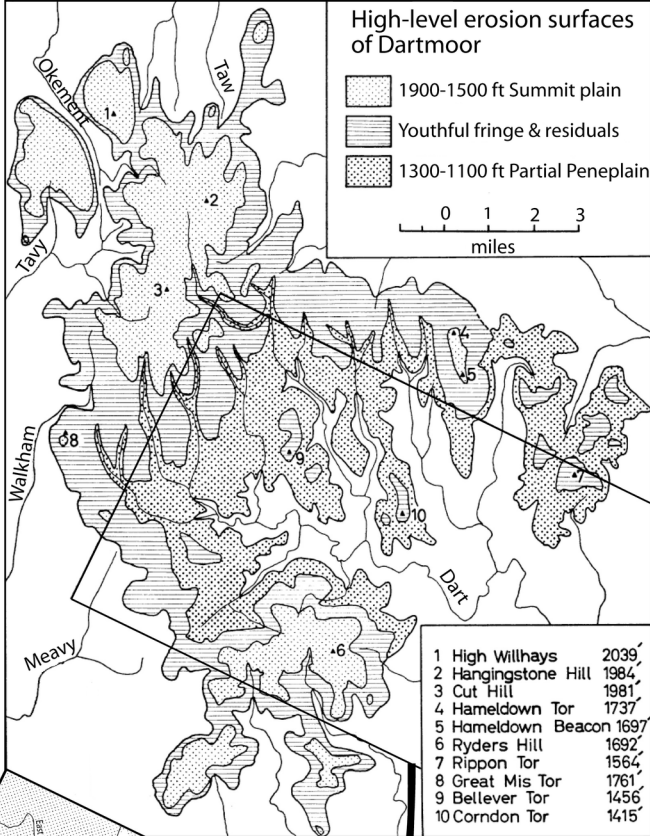 High-level erosion surfaces
of Dartmoor
1900-1500 ft Summit plain
Youthful fringe & residuals
1300-1100 ft Partial Peneplain
0 1 2 3
miles
Okement
Taw
1
2
Tavy
3
4
5
Walkham
8
9
7
10
Dart
Meavy
6
1 High Willhays 2039′
2 Hangingstone Hill 1984′
3 Cut Hill 1981′
4 Hameldown Tor 1737′
5 Hameldown Beacon 1697′
6 Ryders Hill 1692′
7 Rippon Tor 1564′
8 Great Mis Tor 1761′
9 Bellever Tor 1456′
10 Corndon Tor 1415′
East